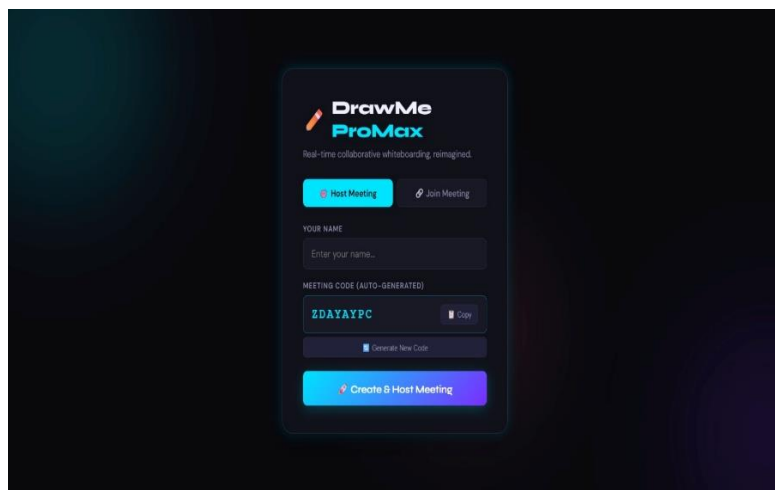 DrawMe
ProMax
Real-time collaborative whiteboarding, reimagined.
Host Meeting
Join Meeting
YOUR NAME
Enter your name...
MEETING CODE (AUTO-GENERATED)
ZDAYAYPC
Copy
Generate New Code
Create & Host Meeting